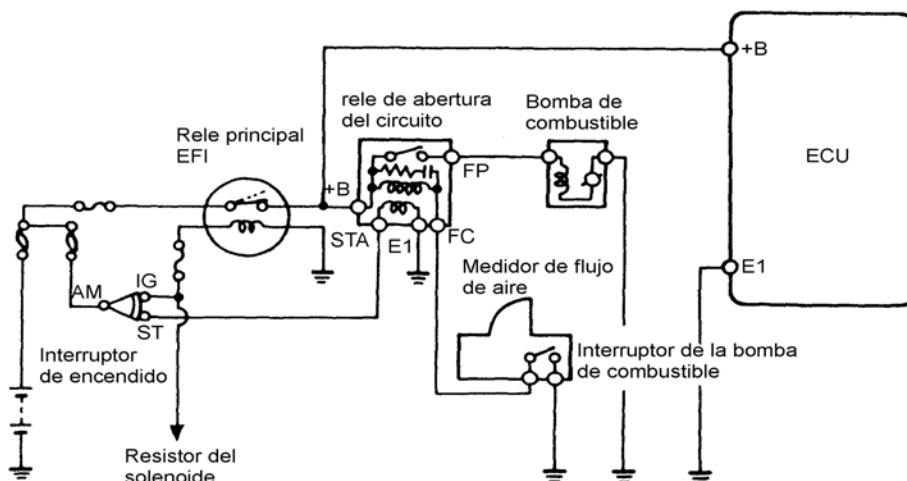 +B
ECU
E1
rele de abertura
del circuito
Bomba de
combustible
Rele principal
EFI
+B
FP
STA
E1
FC
Medidor de flujo
de aire
AM
IG
ST
Interruptor
de encendido
Interruptor de la bomba
de combustible
Resistor del
solenoide